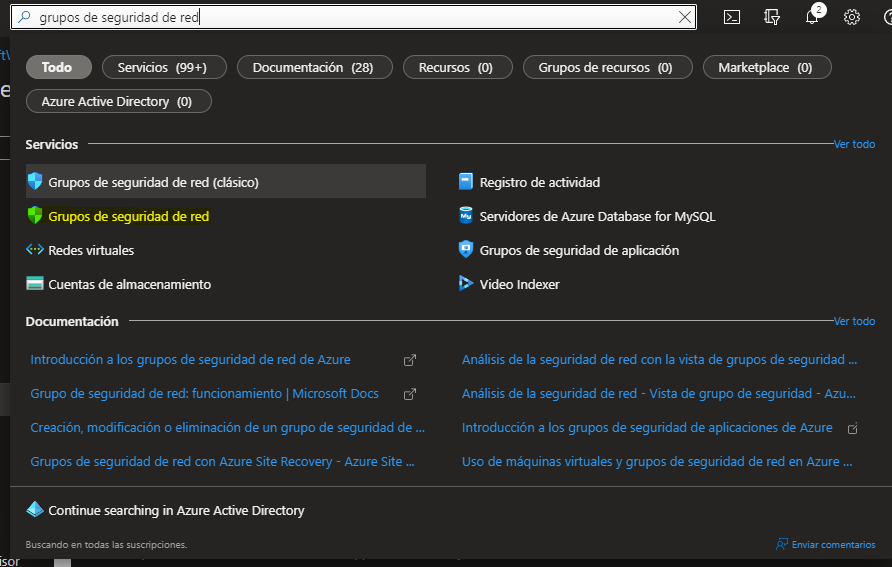 grupos de seguridad de red
2
Todo
Servicios (99+)
Documentación (28)
Recursos (0)
Grupos de recursos (0)
Marketplace (0)
Azure Active Directory (0)
Servicios
Ver todo
Grupos de seguridad de red (clásico)
Registro de actividad
Grupos de seguridad de red
Servidores de Azure Database for MySQL
Redes virtuales
Grupos de seguridad de aplicación
Cuentas de almacenamiento
Video Indexer
Documentación
Ver todo
Introducción a los grupos de seguridad de red de Azure
Análisis de la seguridad de red con la vista de grupos de seguridad ...
Grupo de seguridad de red: funcionamiento | Microsoft Docs
Análisis de la seguridad de red - Vista de grupo de seguridad - Azu...
Creación, modificación o eliminación de un grupo de seguridad de ...
Introducción a los grupos de seguridad de aplicaciones de Azure
Grupos de seguridad de red con Azure Site Recovery - Azure Site ...
Uso de máquinas virtuales y grupos de seguridad de red en Azure ...
Continue searching in Azure Active Directory
Buscando en todas las suscripciones.
Enviar comentarios